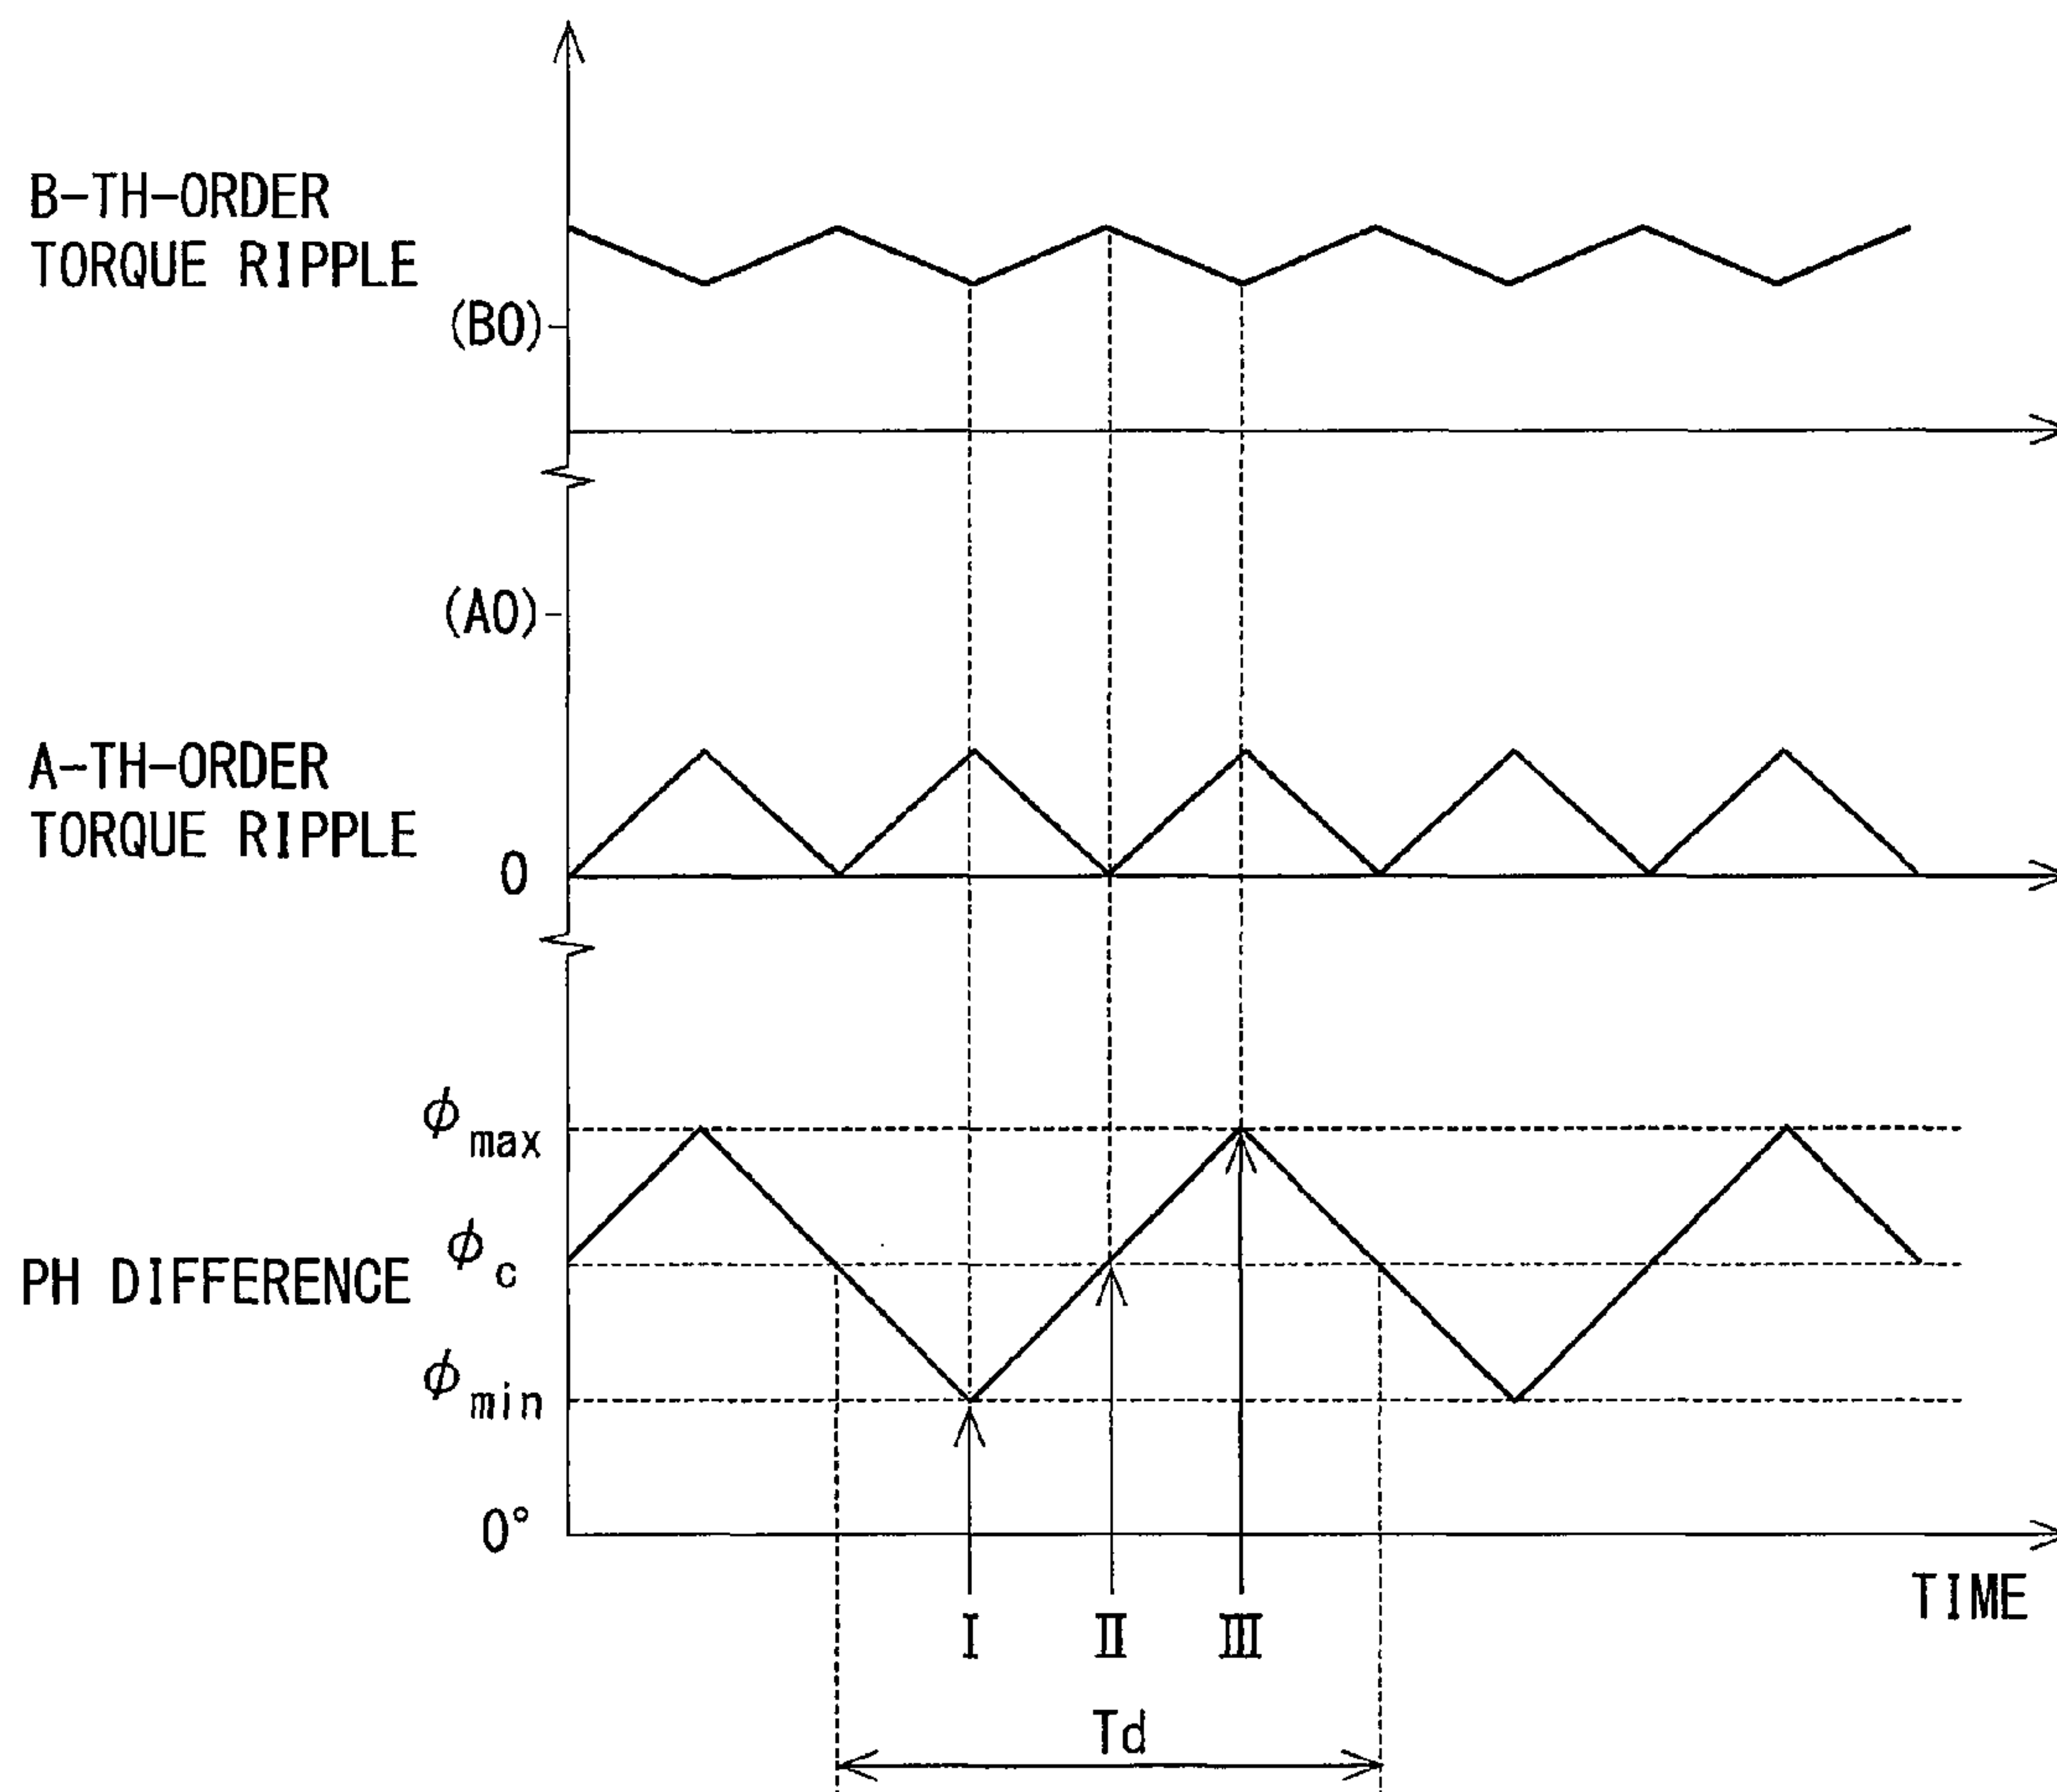 B-TH-ORDER
TORQUE RIPPLE
(B0)
(A0)
A-TH-ORDER
TORQUE RIPPLE
0
ϕmax
ϕc
PH DIFFERENCE
ϕmin
0°
TIME
I II III
Td